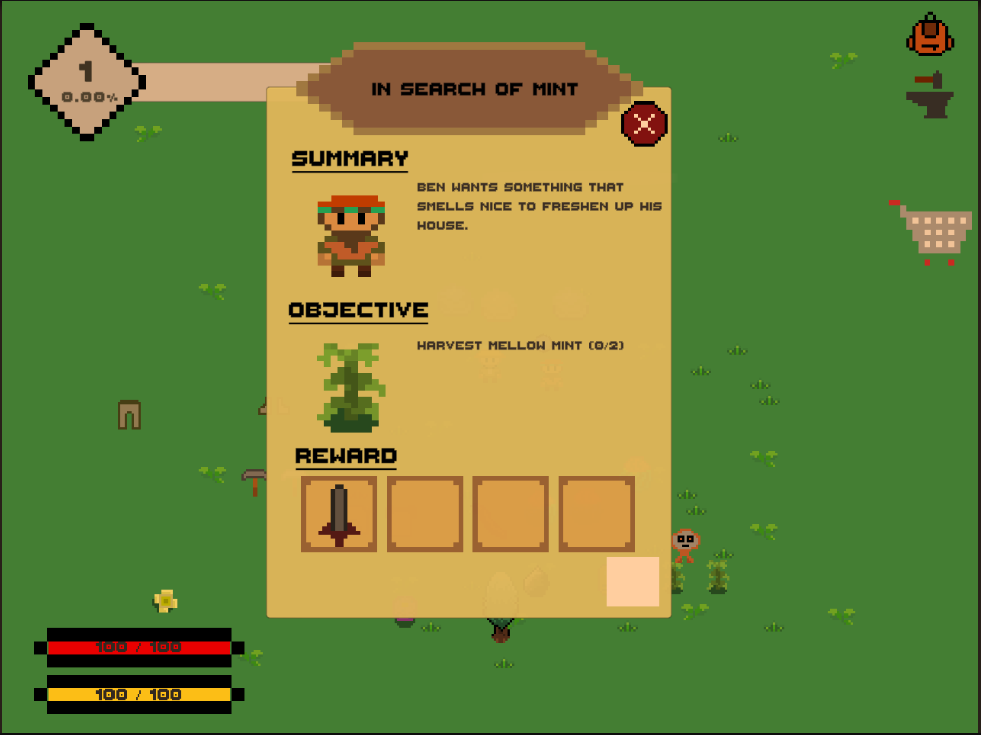 1
0.00%
IN SEARCH OF MINT
SUMMARY
BEN WANTS SOMETHING THAT
SMELLS NICE TO FRESHEN UP HIS
HOUSE.
OBJECTIVE
HARVEST MELLOW MINT (0/2)
REWARD
100 / 100
100 / 100